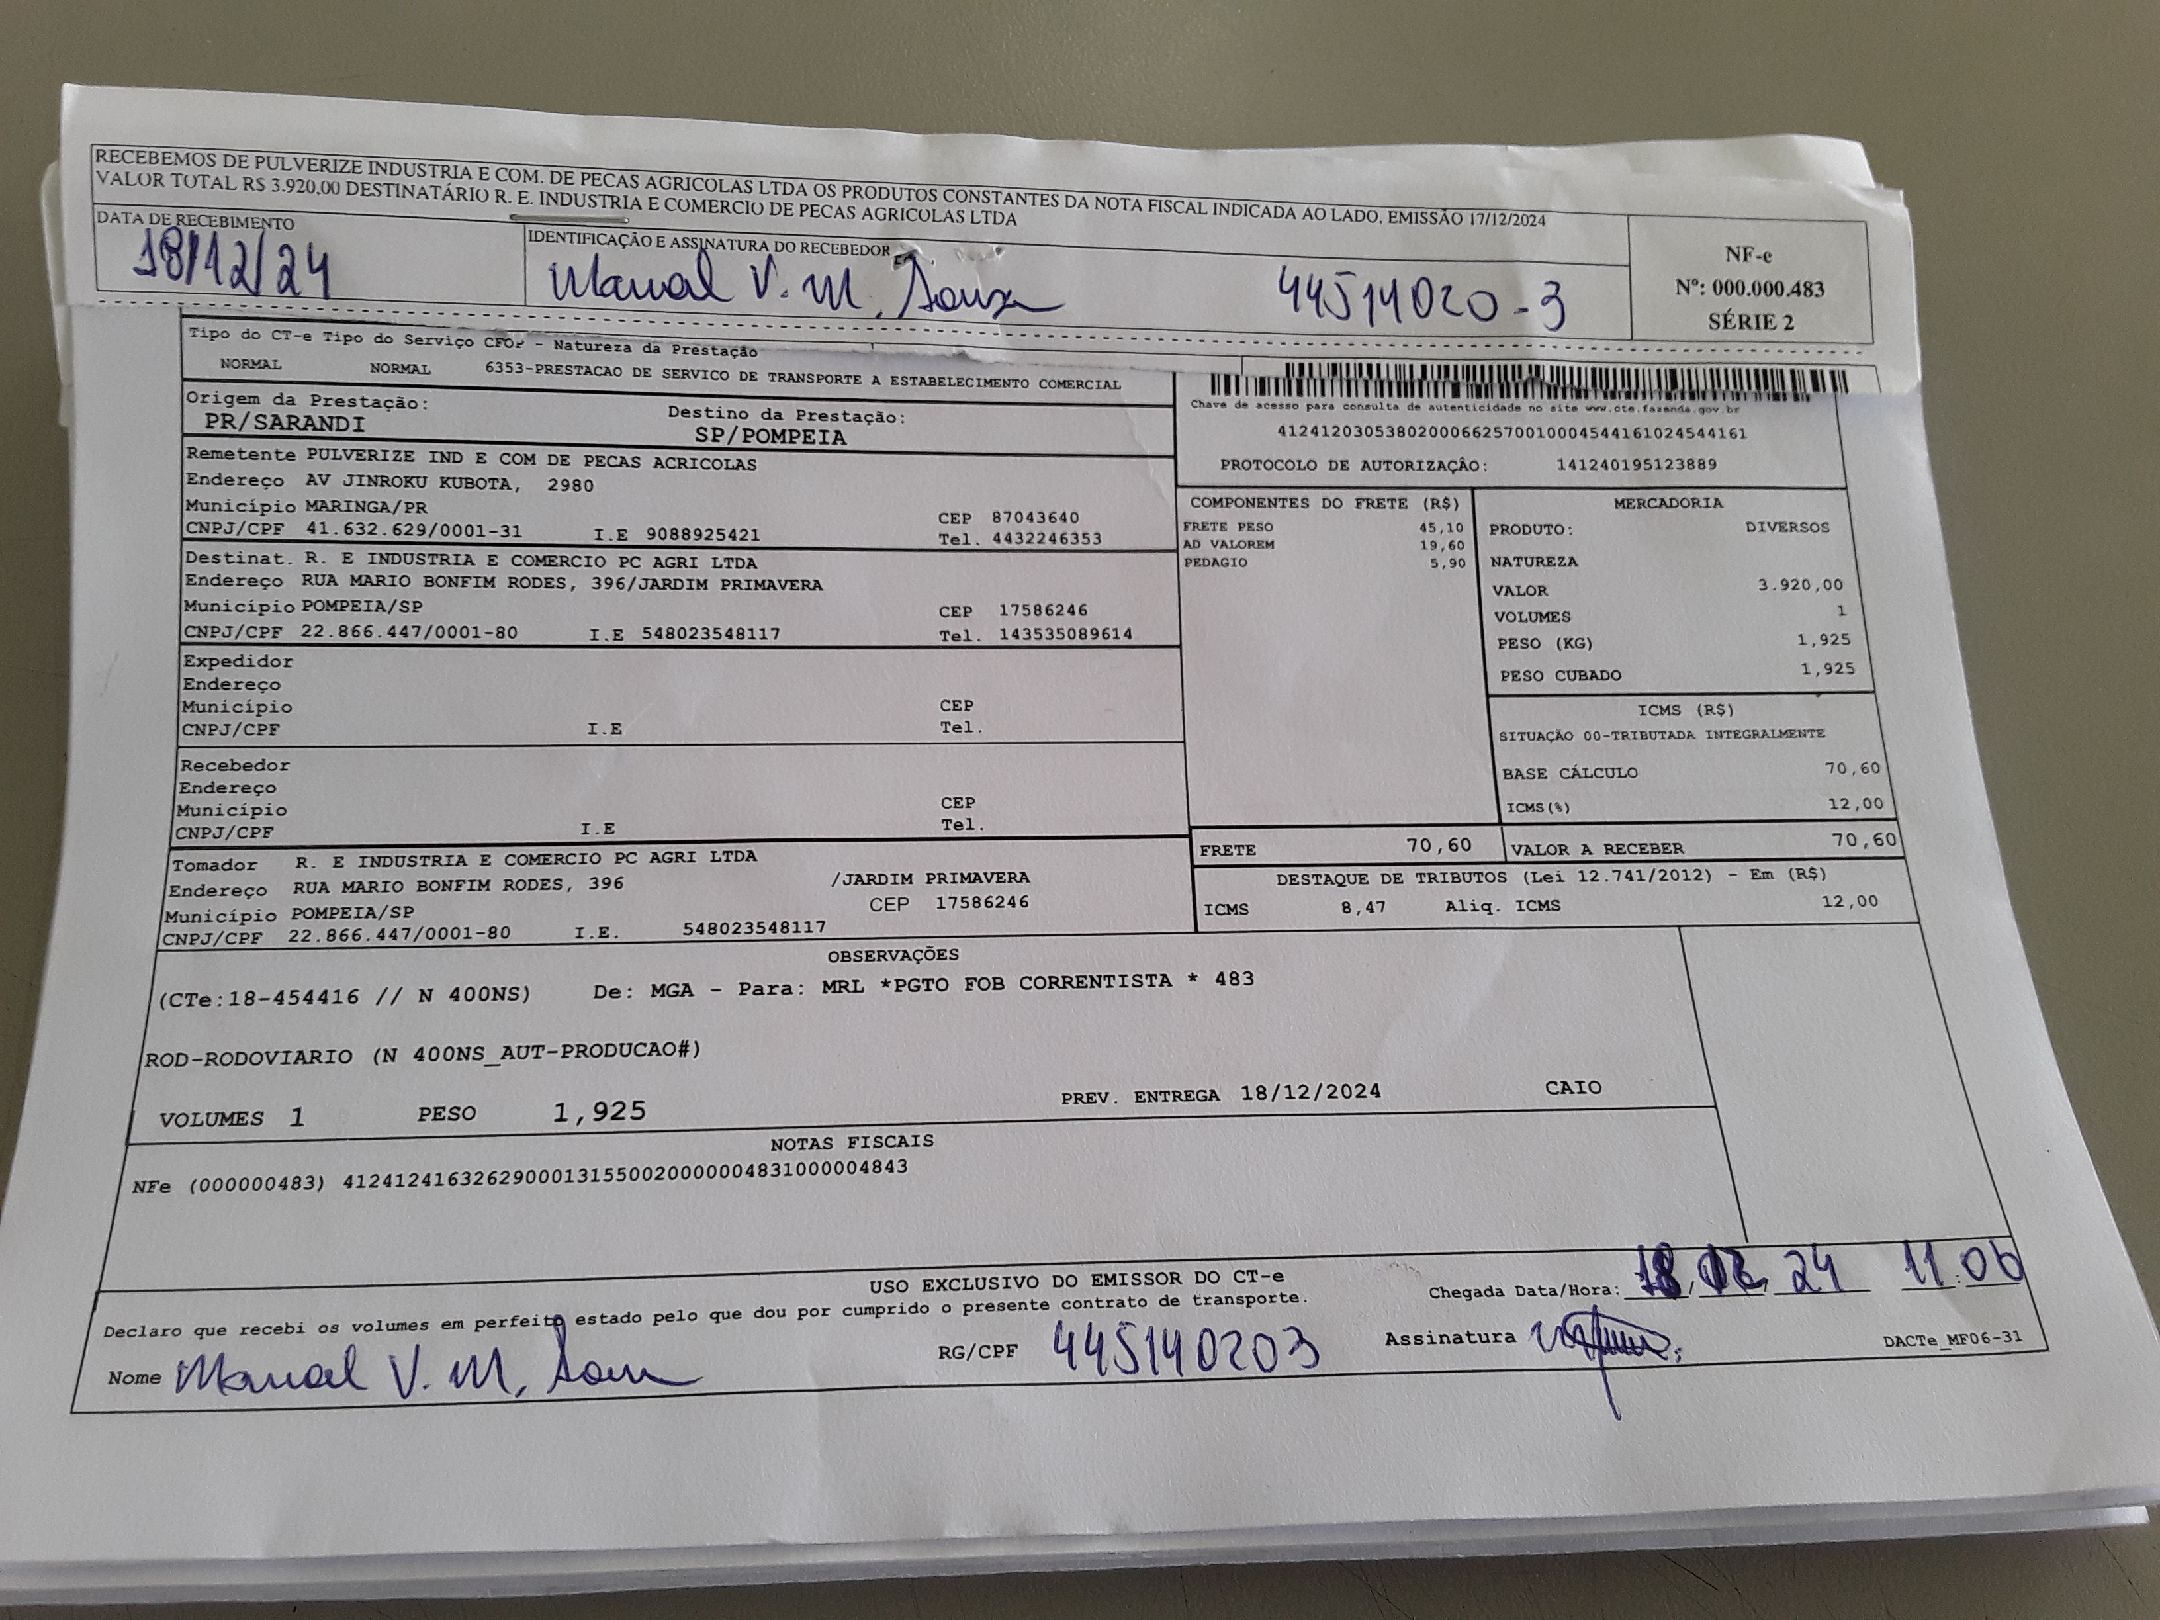 RECEBEMOS DE PULVERIZE INDUSTRIA E COM. DE PECAS AGRICOLAS LTDA OS PRODUTOS CONSTANTES DA NOTA FISCAL INDICADA AO LADO, EMISSÃO 17/12/2024
VALOR TOTAL R$ 3.920,00 DESTINATÁRIO R. E. INDUSTRIA E COMERCIO DE PECAS AGRICOLAS LTDA
DATA DE RECEBIMENTO
18/12/24
IDENTIFICAÇÃO E ASSINATURA DO RECEBEDOR
V. M. Souza 44514020-3
NF-e
Nº: 000.000.483
SÉRIE 2
Tipo do CT-e Tipo do Serviço CFOP - Natureza da Prestação
NORMAL NORMAL 6353-PRESTACAO DE SERVICO DE TRANSPORTE A ESTABELECIMENTO COMERCIAL
Origem da Prestação: Destino da Prestação:
PR/SARANDI SP/POMPEIA
Chave de acesso para consulta de autenticidade no site www.cte.fazenda.gov.br
41241203053802000662570010004544161024544161
PROTOCOLO DE AUTORIZAÇÂO: 141240195123889
Remetente PULVERIZE IND E COM DE PECAS ACRICOLAS
Endereço AV JINROKU KUBOTA, 2980
Município MARINGA/PR CEP 87043640
CNPJ/CPF 41.632.629/0001-31 I.E 9088925421 Tel. 4432246353
Destinat. R. E INDUSTRIA E COMERCIO PC AGRI LTDA
Endereço RUA MARIO BONFIM RODES, 396/JARDIM PRIMAVERA
Município POMPEIA/SP CEP 17586246
CNPJ/CPF 22.866.447/0001-80 I.E 548023548117 Tel. 143535089614
Expedidor
Endereço
Município CEP
CNPJ/CPF I.E Tel.
Recebedor
Endereço
Município CEP
CNPJ/CPF I.E Tel.
Tomador R. E INDUSTRIA E COMERCIO PC AGRI LTDA
Endereço RUA MARIO BONFIM RODES, 396 /JARDIM PRIMAVERA
Município POMPEIA/SP CEP 17586246
CNPJ/CPF 22.866.447/0001-80 I.E. 548023548117
COMPONENTES DO FRETE (R$)
FRETE PESO 45,10
AD VALOREM 19,60
PEDAGIO 5,90
MERCADORIA
PRODUTO: DIVERSOS
NATUREZA
VALOR 3.920,00
VOLUMES 1
PESO (KG) 1,925
PESO CUBADO 1,925
ICMS (R$)
SITUAÇÃO 00-TRIBUTADA INTEGRALMENTE
BASE CÁLCULO 70,60
ICMS(%) 12,00
FRETE 70,60 VALOR A RECEBER 70,60
DESTAQUE DE TRIBUTOS (Lei 12.741/2012) - Em (R$)
ICMS 8,47 Aliq. ICMS 12,00
OBSERVAÇÕES
(CTe:18-454416 // N 400NS) De: MGA - Para: MRL *PGTO FOB CORRENTISTA * 483
ROD-RODOVIARIO (N 400NS_AUT-PRODUCAO#)
VOLUMES 1 PESO 1,925 PREV. ENTREGA 18/12/2024 CAIO
NOTAS FISCAIS
NFe (000000483) 41241241632629000131550020000004831000004843
USO EXCLUSIVO DO EMISSOR DO CT-e
Declaro que recebi os volumes em perfeito estado pelo que dou por cumprido o presente contrato de transporte.
Chegada Data/Hora: 18/12/24 11:06
Nome V. M. RG/CPF 445140203 Assinatura
DACTe_MF06-31